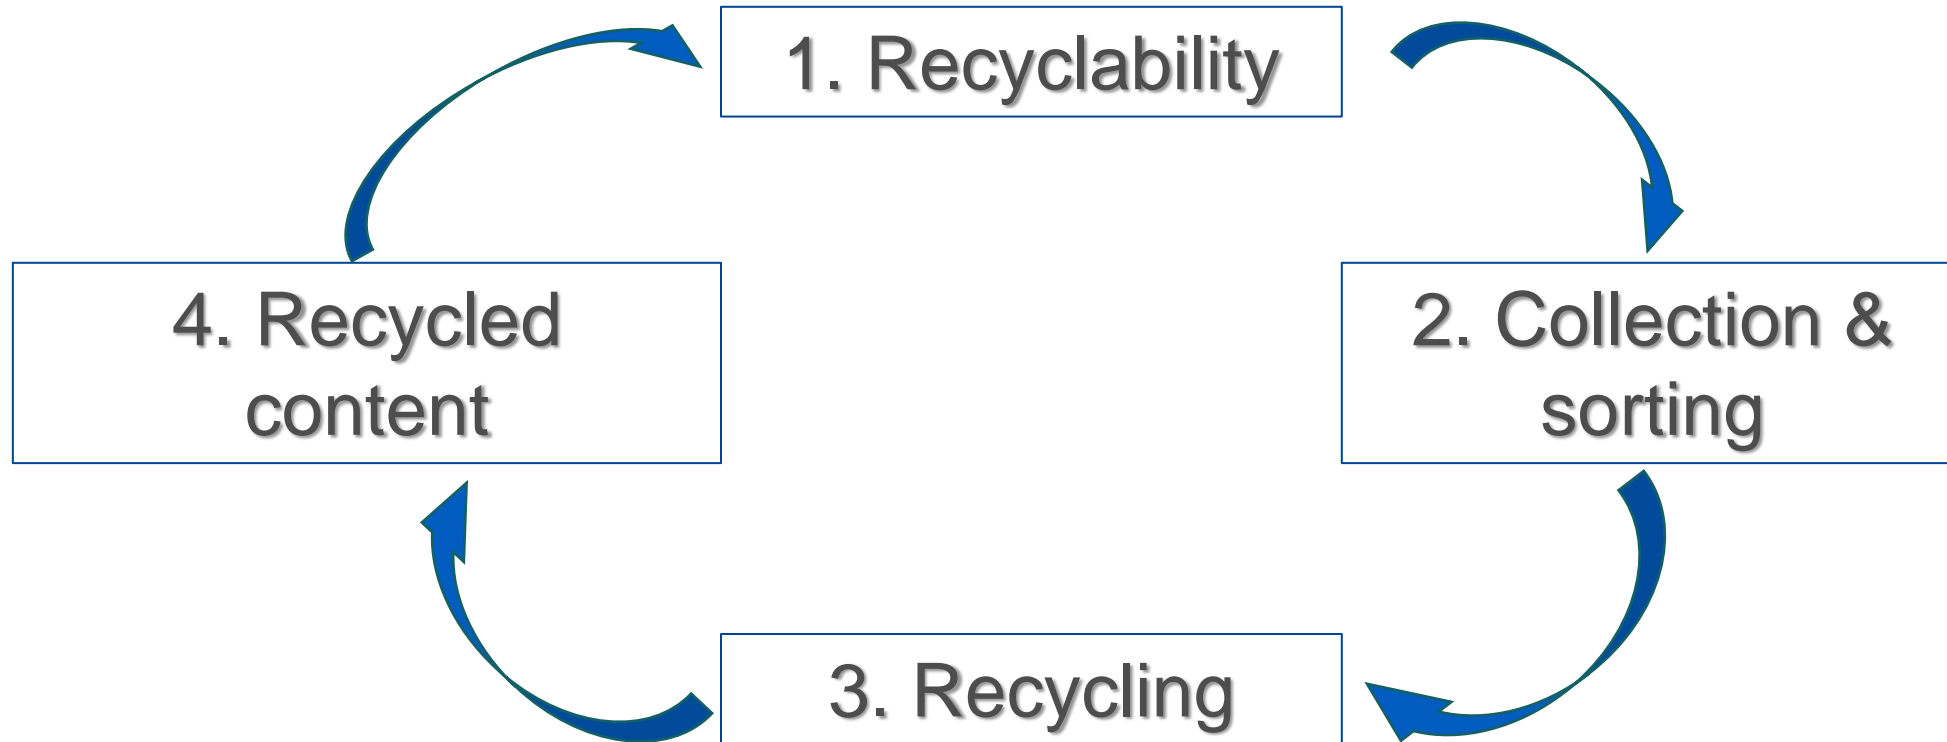 1. Recyclability
4. Recycled
content
2. Collection &
sorting
3. Recycling